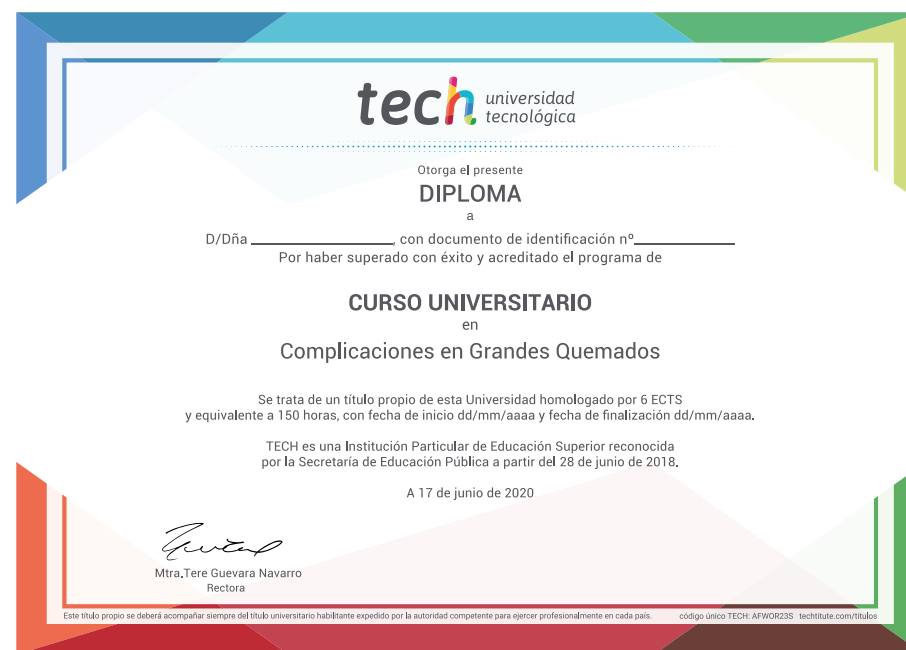 tech universidad
tecnológica
Otorga el presente
DIPLOMA
a
D/Dña ________________, con documento de identificación nº____________
Por haber superado con éxito y acreditado el programa de
CURSO UNIVERSITARIO
en
Complicaciones en Grandes Quemados
Se trata de un título propio de esta Universidad homologado por 6 ECTS
y equivalente a 150 horas, con fecha de inicio dd/mm/aaaa y fecha de finalización dd/mm/aaaa.
TECH es una Institución Particular de Educación Superior reconocida
por la Secretaría de Educación Pública a partir del 28 de junio de 2018.
A 17 de junio de 2020
Mtra.Tere Guevara Navarro
Rectora
Este título propio se deberá acompañar siempre del título universitario habilitante expedido por la autoridad competente para ejercer profesionalmente en cada país. código único TECH: AFWOR23S techtitute.com/títulos